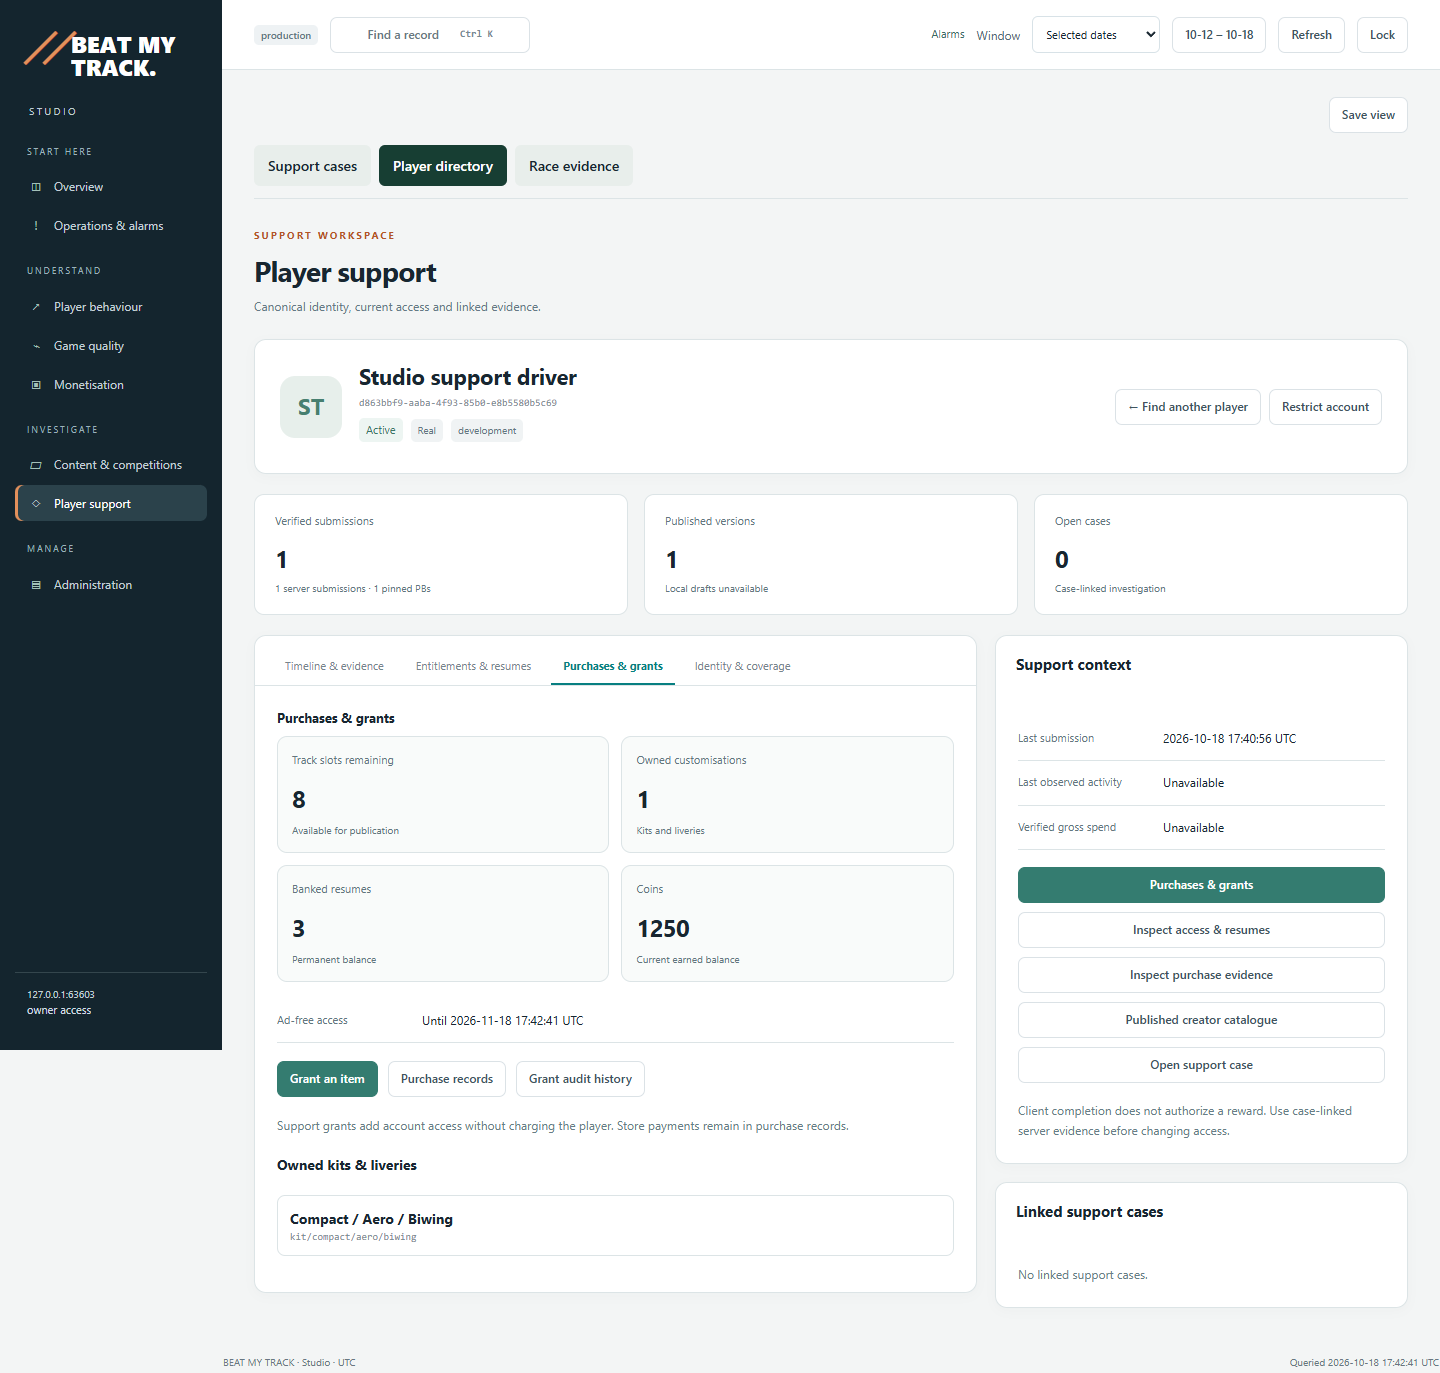 BEAT MY
TRACK.
STUDIO
START HERE
Overview
! Operations & alarms
UNDERSTAND
Player behaviour
Game quality
Monetisation
INVESTIGATE
Content & competitions
Player support
MANAGE
Administration
127.0.0.1:63603
owner access
production
Find a record Ctrl K
Alarms
Window
Selected dates
10-12 – 10-18
Refresh
Lock
Save view
Support cases
Player directory
Race evidence
SUPPORT WORKSPACE
Player support
Canonical identity, current access and linked evidence.
ST
Studio support driver
d863bbf9-aaba-4f93-85b0-e8b5580b5c69
Active
Real
development
← Find another player
Restrict account
Verified submissions
1
1 server submissions · 1 pinned PBs
Published versions
1
Local drafts unavailable
Open cases
0
Case-linked investigation
Timeline & evidence
Entitlements & resumes
Purchases & grants
Identity & coverage
Purchases & grants
Track slots remaining
8
Available for publication
Owned customisations
1
Kits and liveries
Banked resumes
3
Permanent balance
Coins
1250
Current earned balance
Ad-free access Until 2026-11-18 17:42:41 UTC
Grant an item
Purchase records
Grant audit history
Support grants add account access without charging the player. Store payments remain in purchase records.
Owned kits & liveries
Compact / Aero / Biwing
kit/compact/aero/biwing
Support context
Last submission 2026-10-18 17:40:56 UTC
Last observed activity Unavailable
Verified gross spend Unavailable
Purchases & grants
Inspect access & resumes
Inspect purchase evidence
Published creator catalogue
Open support case
Client completion does not authorize a reward. Use case-linked
server evidence before changing access.
Linked support cases
No linked support cases.
BEAT MY TRACK · Studio · UTC
Queried 2026-10-18 17:42:41 UTC